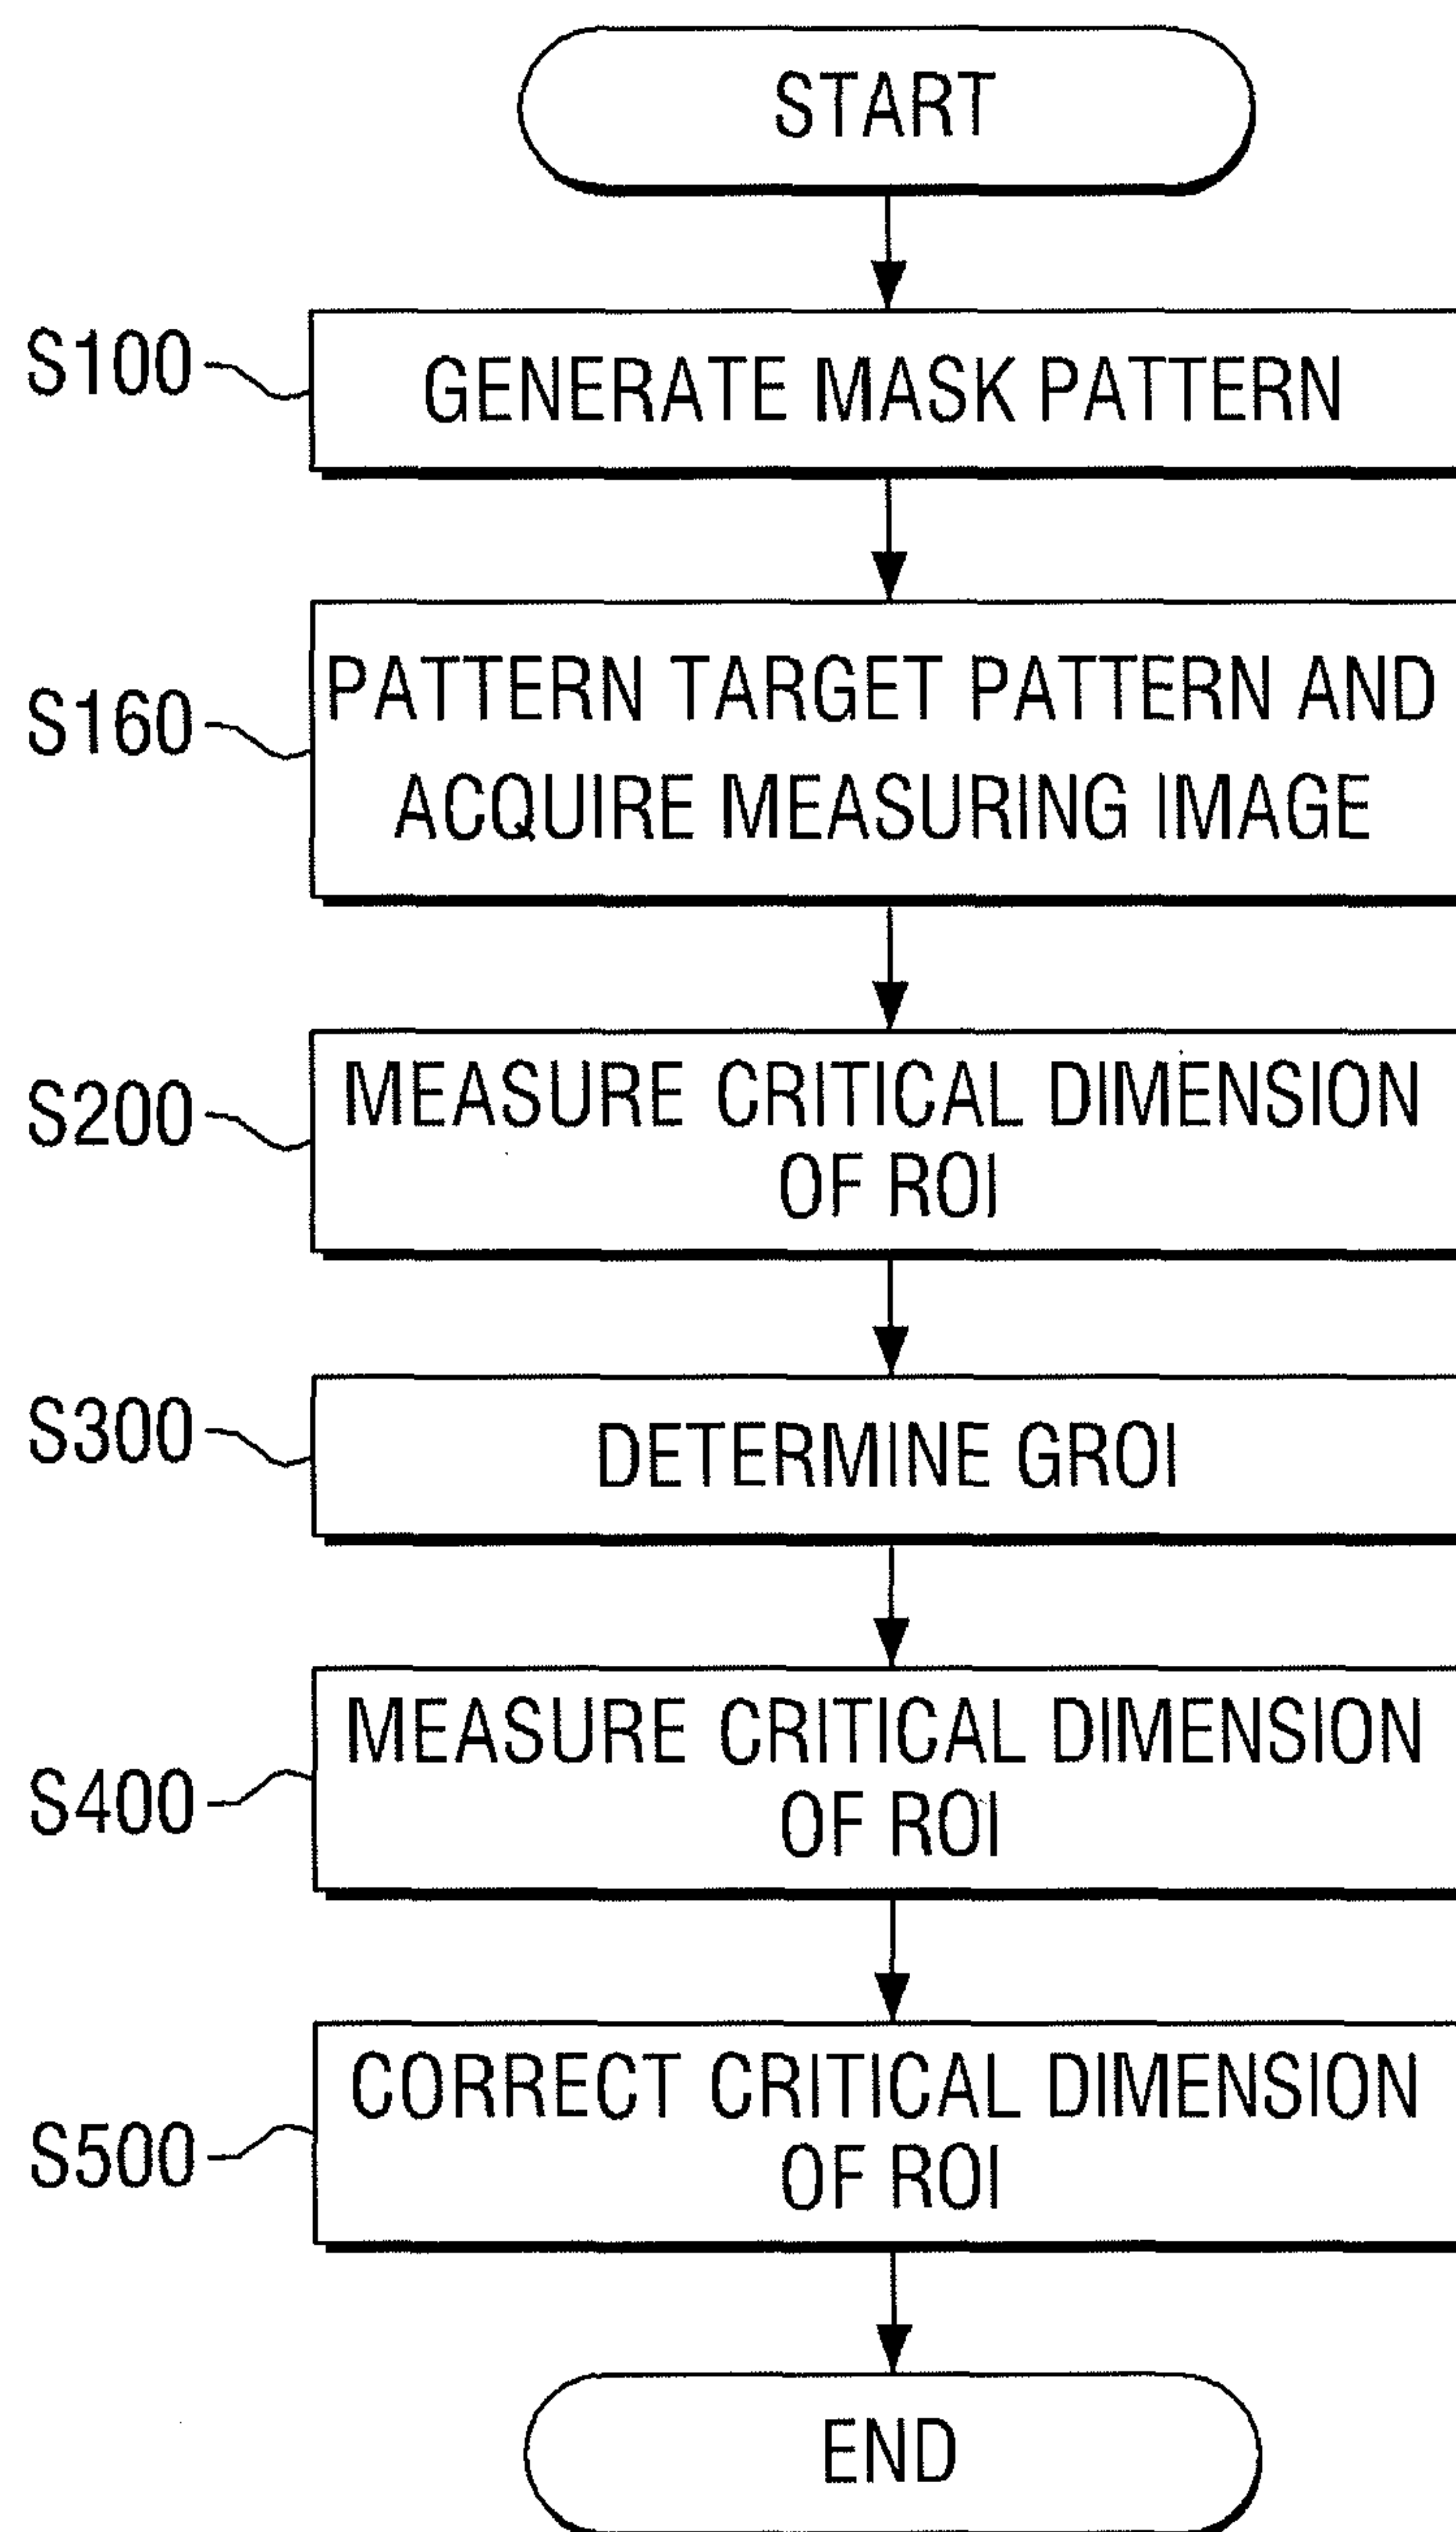 START
S100
GENERATE MASK PATTERN
S160
PATTERN TARGET PATTERN AND
ACQUIRE MEASURING IMAGE
S200
MEASURE CRITICAL DIMENSION
OF ROI
S300
DETERMINE GROI
S400
MEASURE CRITICAL DIMENSION
OF ROI
S500
CORRECT CRITICAL DIMENSION
OF ROI
END